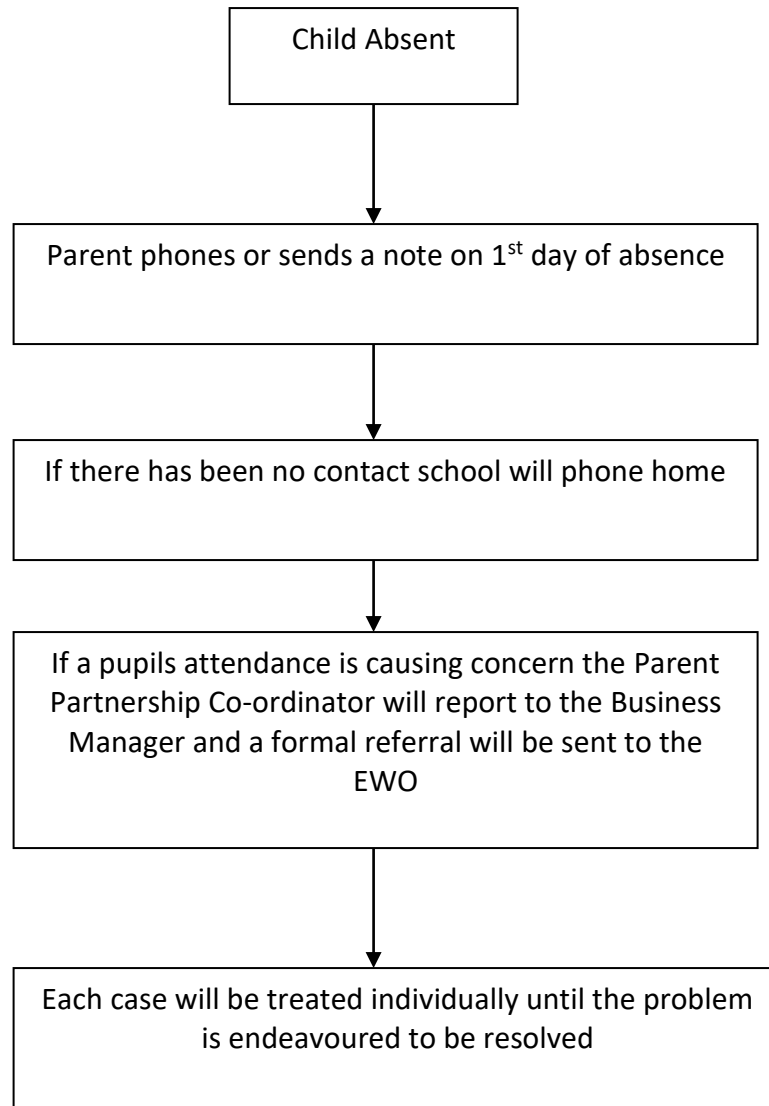 Child Absent
Parent phones or sends a note on 1st day of absence
If there has been no contact school will phone home
If a pupils attendance is causing concern the Parent
Partnership Co-ordinator will report to the Business
Manager and a formal referral will be sent to the
EWO
Each case will be treated individually until the problem
is endeavoured to be resolved